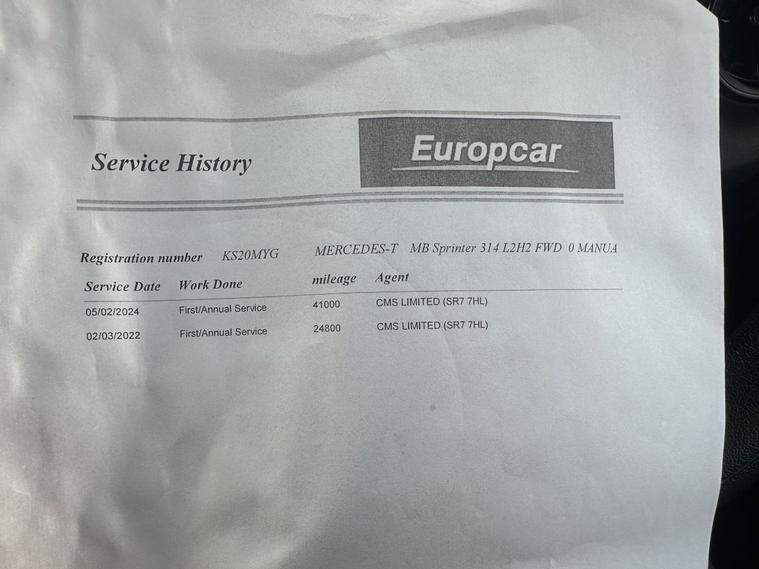 Service History
Europcar
Registration number KS20MYG MERCEDES-T MB Sprinter 314 L2H2 FWD 0 MANUA
Service Date Work Done mileage Agent
05/02/2024 First/Annual Service 41000 CMS LIMITED (SR7 7HL)
02/03/2022 First/Annual Service 24800 CMS LIMITED (SR7 7HL)